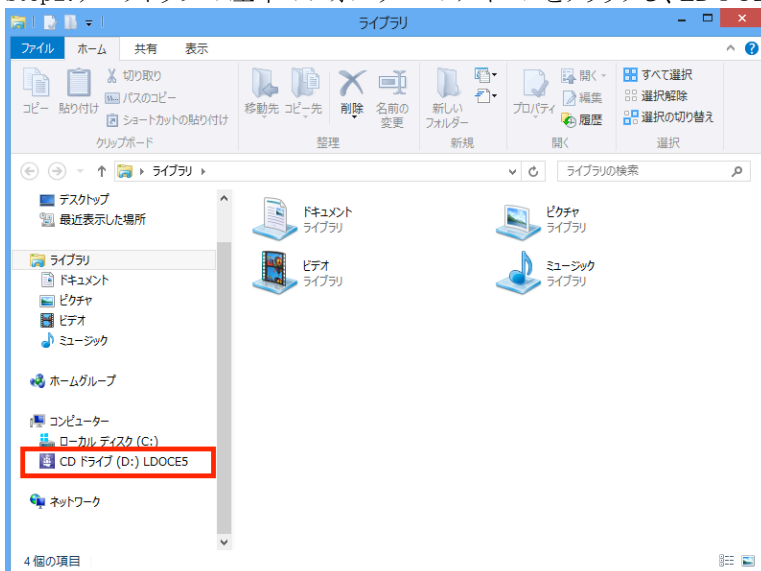 ライブラリ
ファイル ホーム 共有 表示
コピー 貼り付け 切り取り パスのコピー ショートカットの貼り付け
クリップボード
移動先 コピー先 削除 名前の変更
整理
新しいフォルダー
新規
プロパティ 開く 編集 履歴
開く
すべて選択 選択解除 選択の切り替え
選択
ライブラリ
ライブラリの検索
デスクトップ
最近表示した場所
ライブラリ
ドキュメント
ピクチャ
ビデオ
ミュージック
ホームグループ
コンピューター
ローカル ディスク (C:)
CD ドライブ (D:) LDOCE5
ネットワーク
ドキュメント
ライブラリ
ピクチャ
ライブラリ
ビデオ
ライブラリ
ミュージック
ライブラリ
4 個の項目